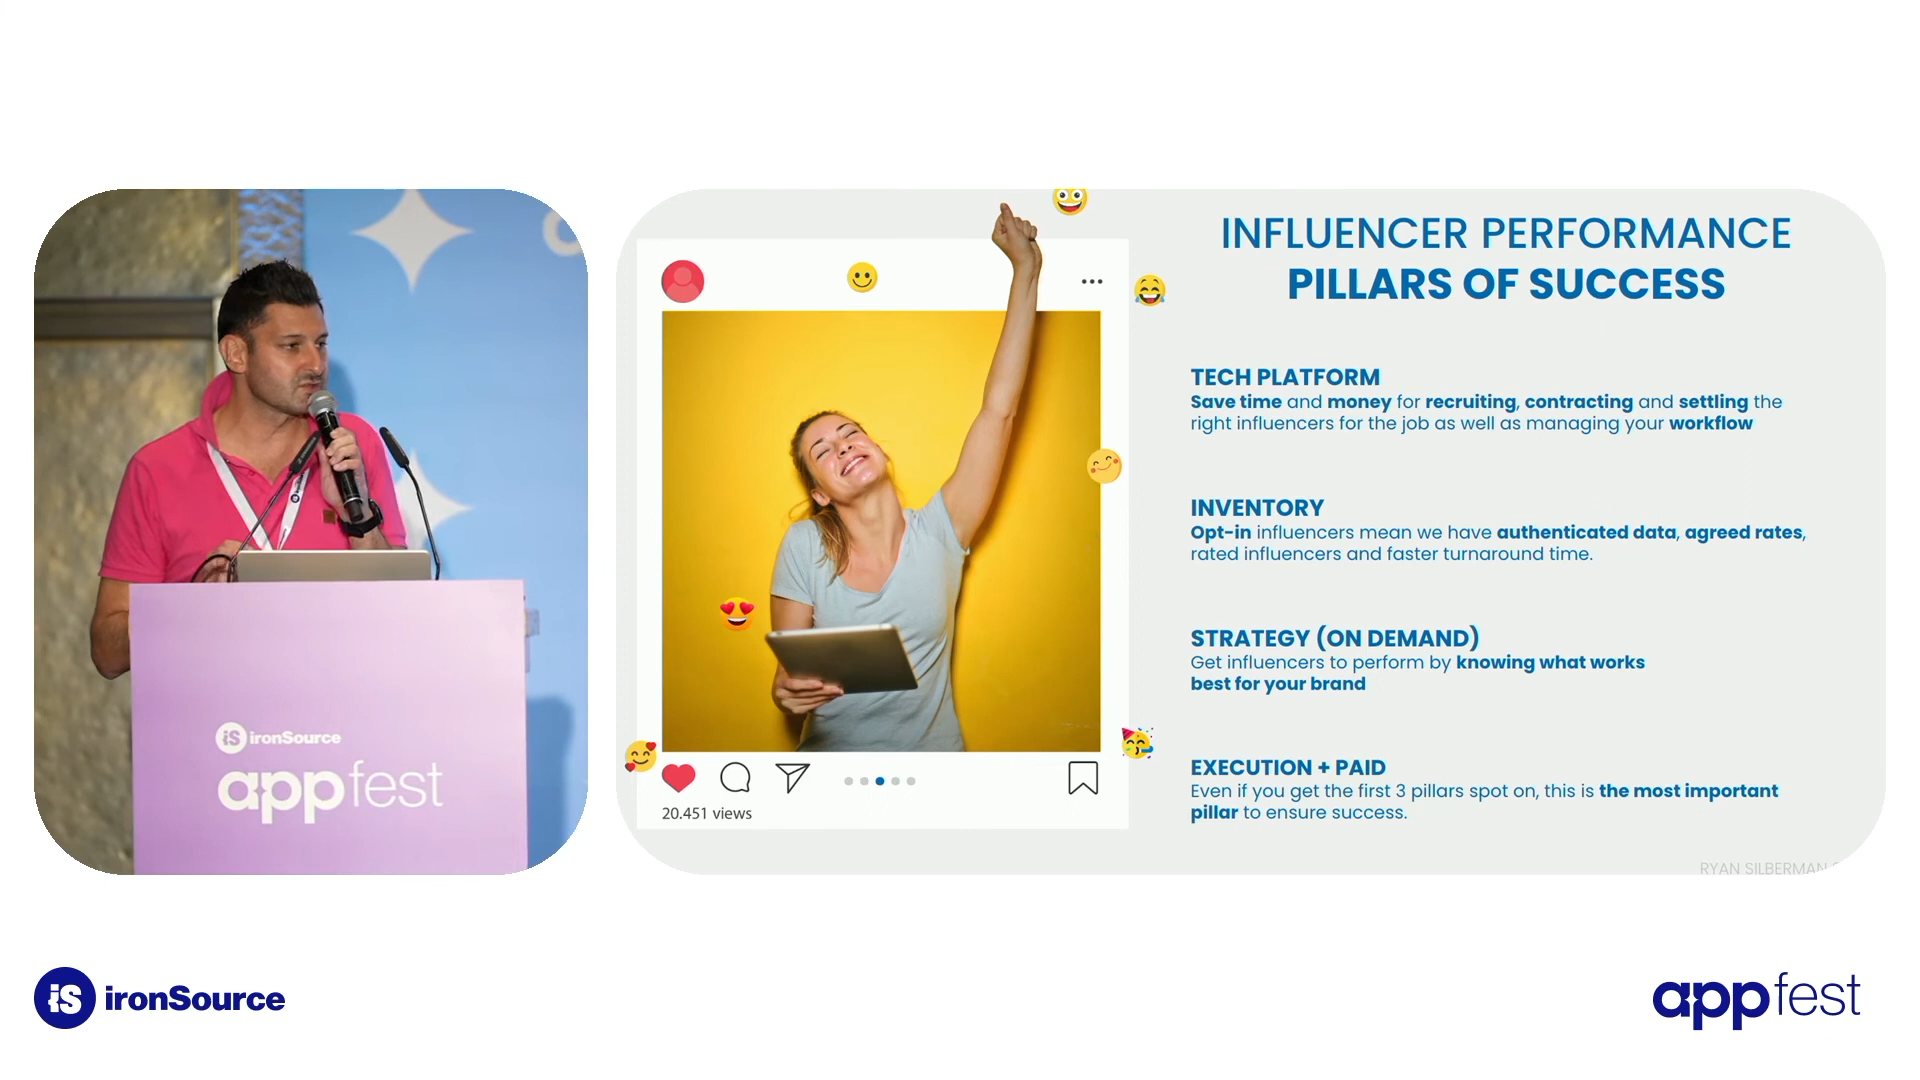 INFLUENCER PERFORMANCE
PILLARS OF SUCCESS
TECH PLATFORM
Save time and money for recruiting, contracting and settling the
right influencers for the job as well as managing your workflow
INVENTORY
Opt-in influencers mean we have authenticated data, agreed rates,
rated influencers and faster turnaround time.
STRATEGY (ON DEMAND)
Get influencers to perform by knowing what works
best for your brand
EXECUTION + PAID
Even if you get the first 3 pillars spot on, this is the most important
pillar to ensure success.
20.451 views
RYAN SILBERMAN
iS ironSource
appfest
iS ironSource
appfest